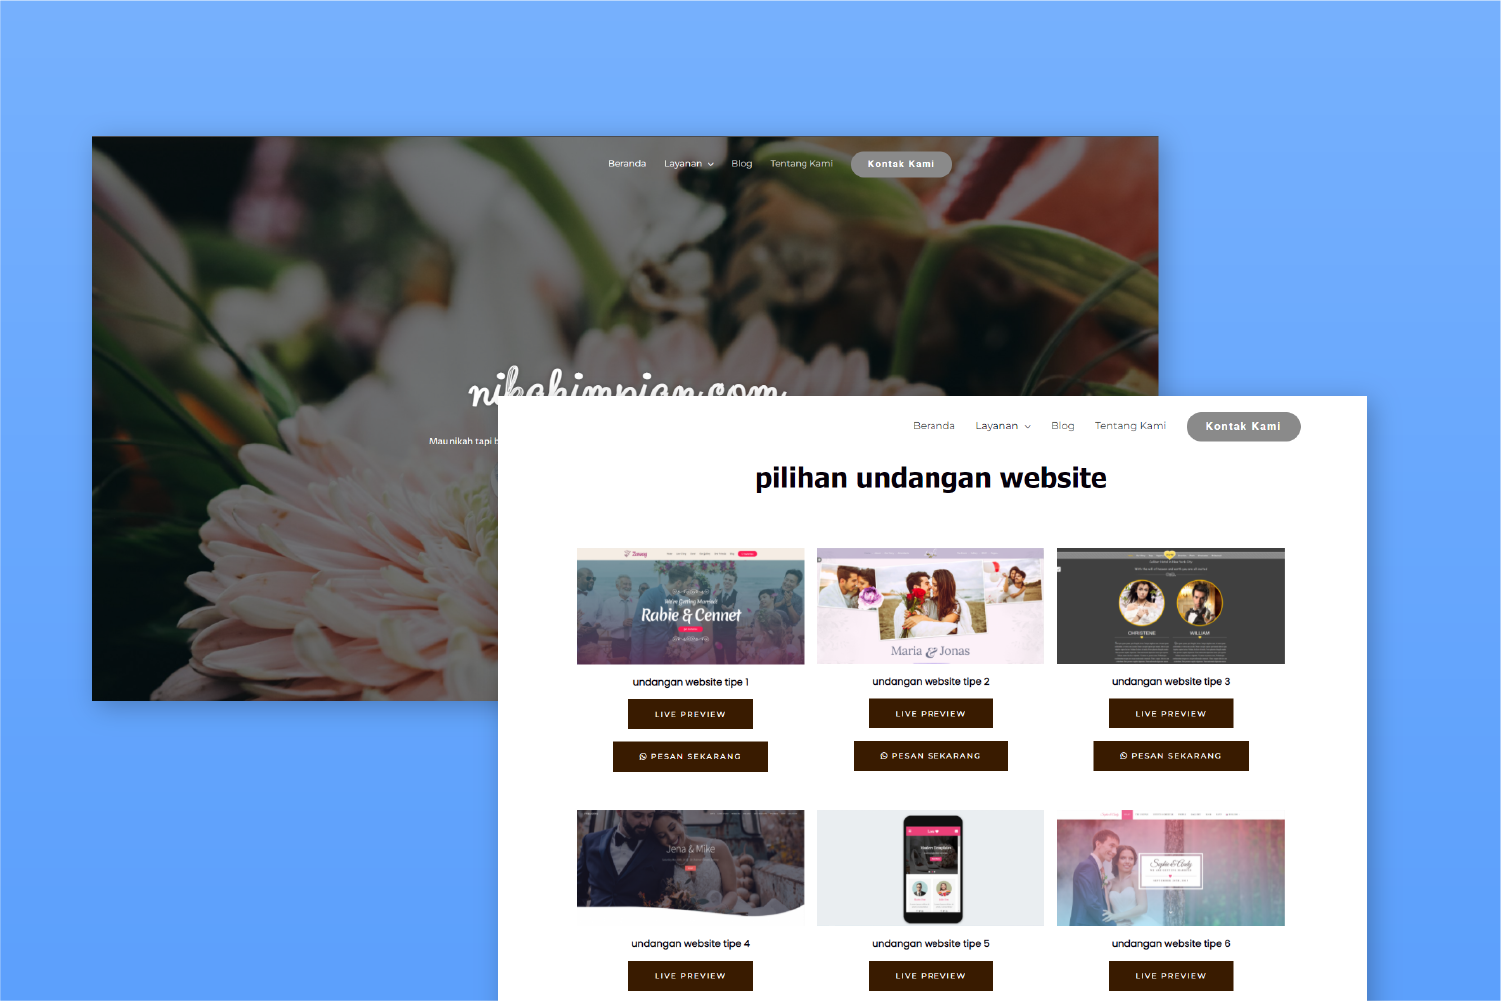 Beranda Layanan Blog Tentang Kami Kontak Kami
nikahimpian.com
Mau nikah tapi
Beranda Layanan Blog Tentang Kami Kontak Kami
pilihan undangan website
Rabie & Cennet
Maria & Jonas
CHRISTENE WILLIAM
undangan website tipe 1
undangan website tipe 2
undangan website tipe 3
LIVE PREVIEW
LIVE PREVIEW
LIVE PREVIEW
PESAN SEKARANG
PESAN SEKARANG
PESAN SEKARANG
Jena & Mike
undangan website tipe 4
undangan website tipe 5
undangan website tipe 6
LIVE PREVIEW
LIVE PREVIEW
LIVE PREVIEW